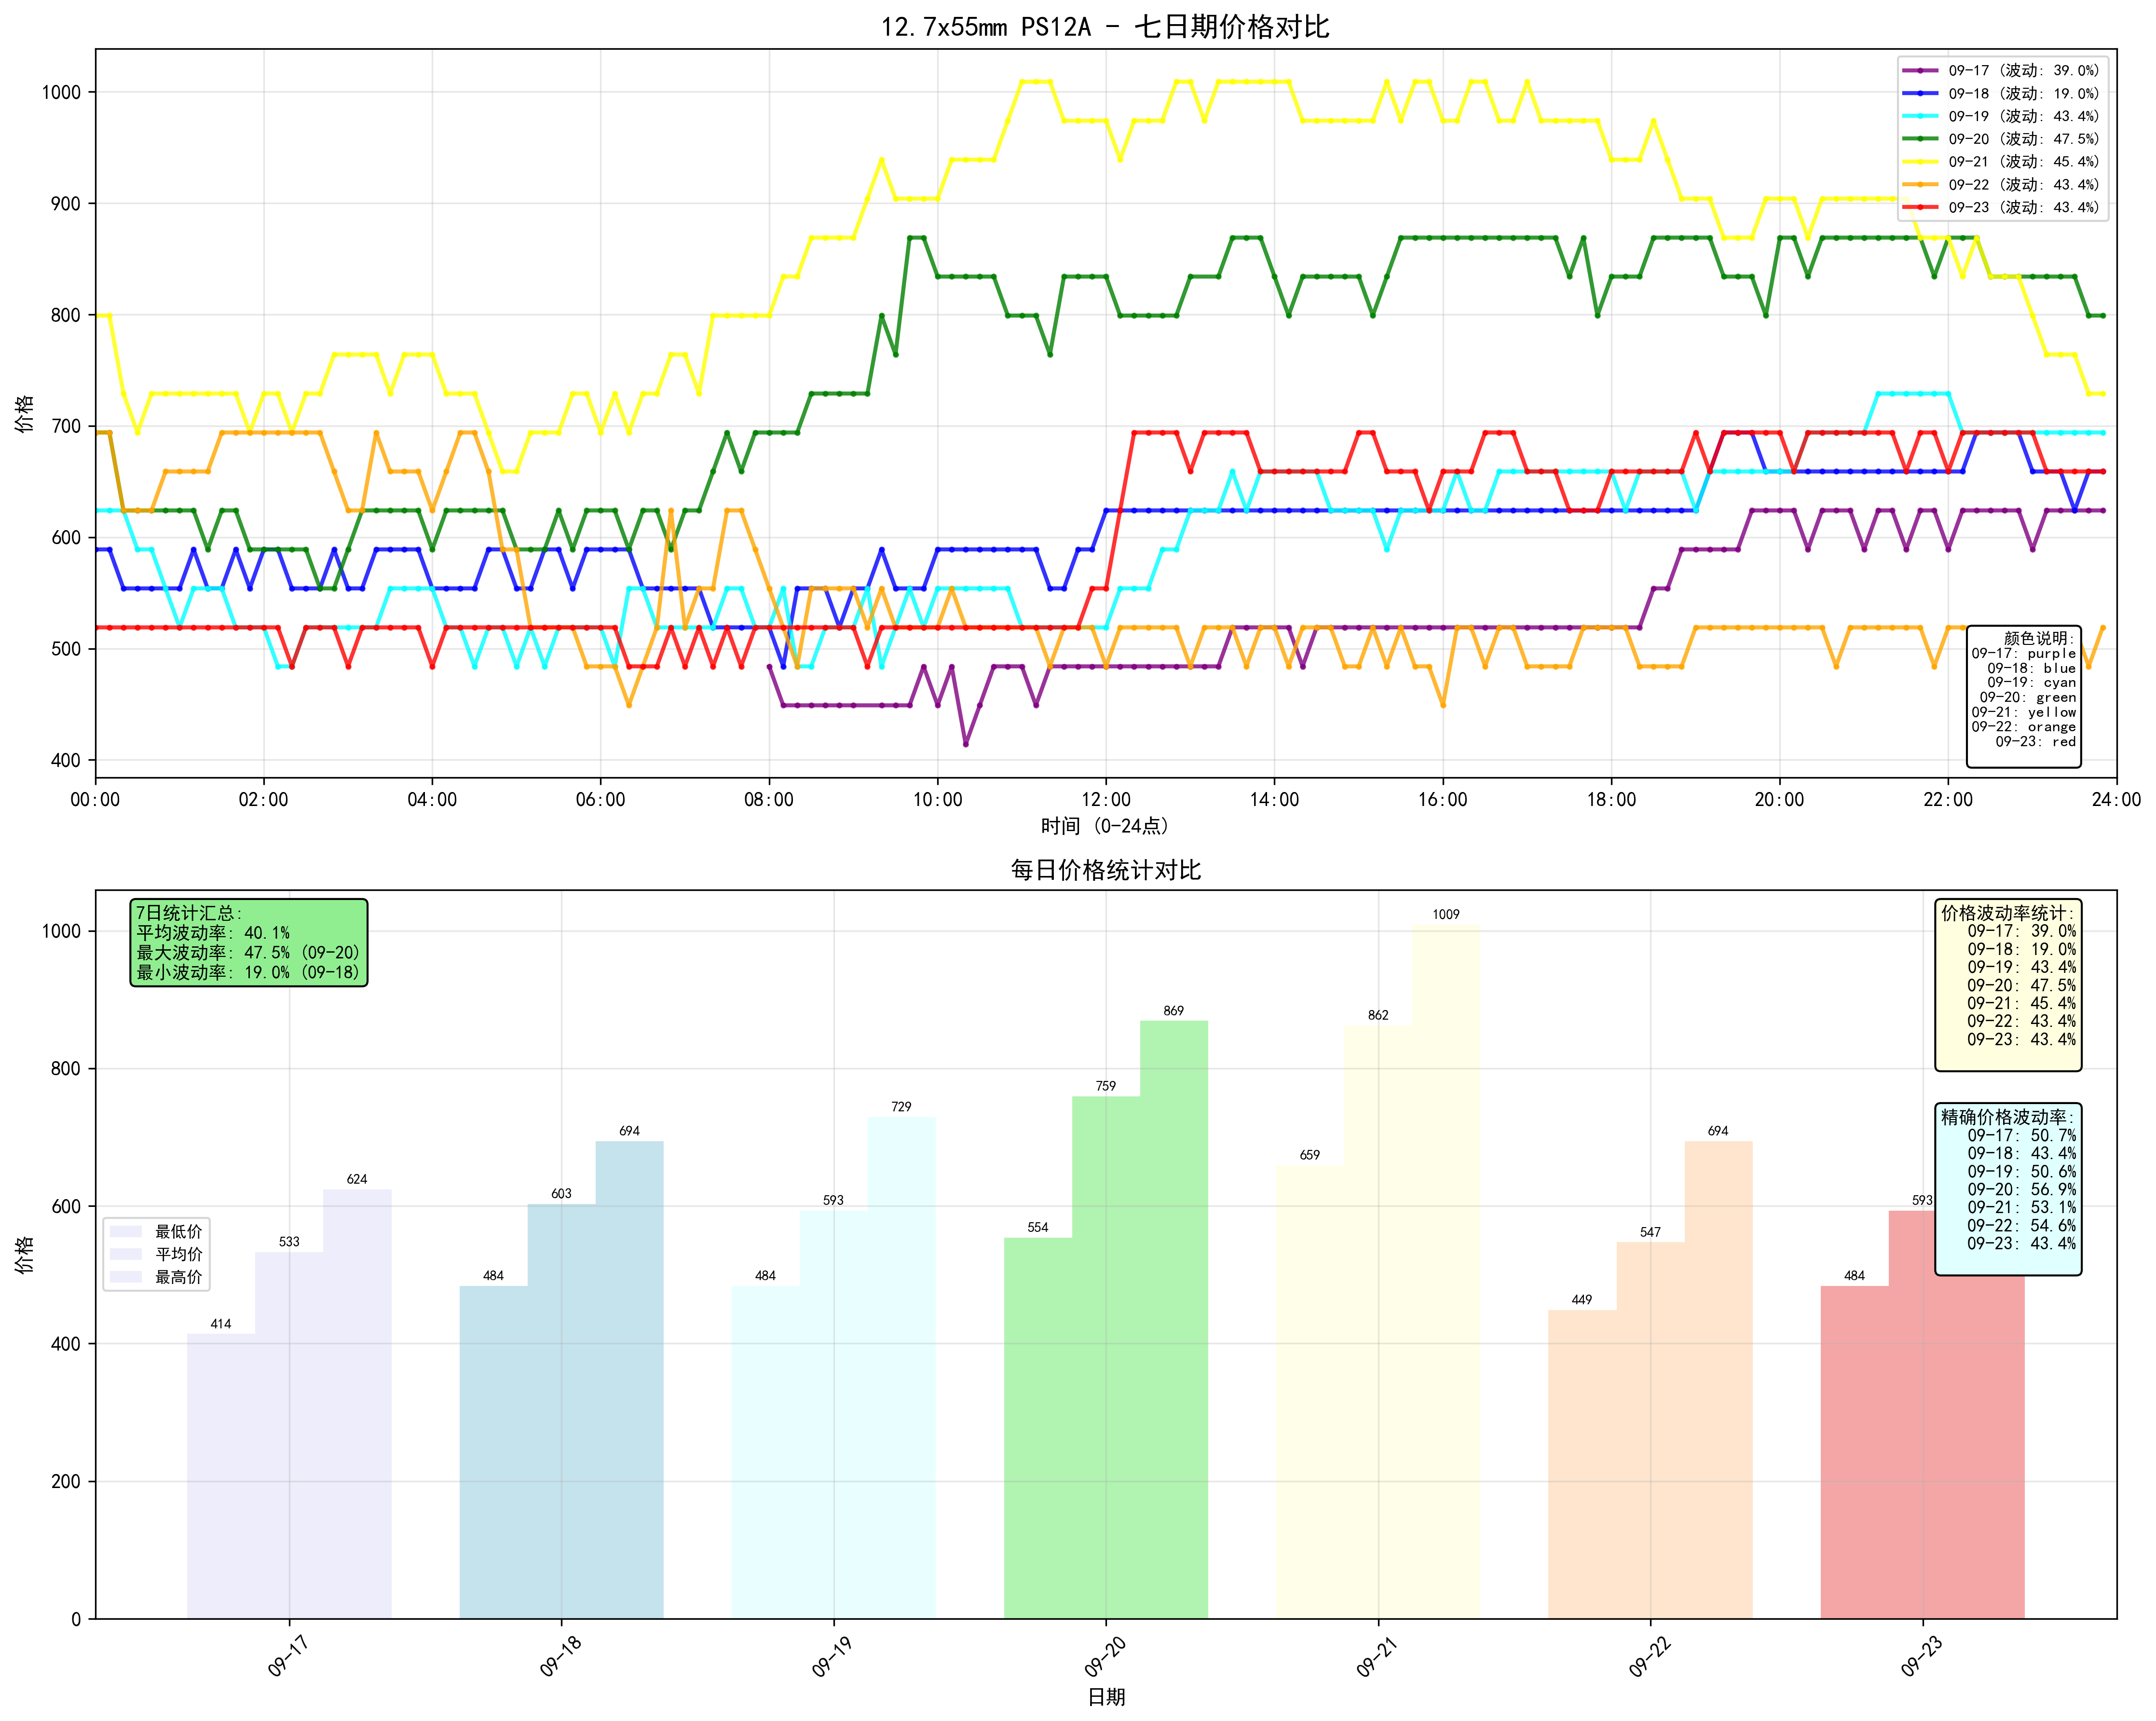 12.7x55mm PS12A - 七日期价格对比
价格
1000
900
800
700
600
500
400
09-17 (波动: 39.0%)
09-18 (波动: 19.0%)
09-19 (波动: 43.4%)
09-20 (波动: 47.5%)
09-21 (波动: 45.4%)
09-22 (波动: 43.4%)
09-23 (波动: 43.4%)
颜色说明:
09-17: purple
09-18: blue
09-19: cyan
09-20: green
09-21: yellow
09-22: orange
09-23: red
00:00 02:00 04:00 06:00 08:00 10:00 12:00 14:00 16:00 18:00 20:00 22:00 24:00
时间 (0-24点)
每日价格统计对比
价格
1000
800
600
400
200
0
7日统计汇总:
平均波动率: 40.1%
最大波动率: 47.5% (09-20)
最小波动率: 19.0% (09-18)
最低价
平均价
最高价
414 533 624
484 603 694
484 593 729
554 759 869
659 862 1009
449 547 694
484 593
价格波动率统计:
09-17: 39.0%
09-18: 19.0%
09-19: 43.4%
09-20: 47.5%
09-21: 45.4%
09-22: 43.4%
09-23: 43.4%
精确价格波动率:
09-17: 50.7%
09-18: 43.4%
09-19: 50.6%
09-20: 56.9%
09-21: 53.1%
09-22: 54.6%
09-23: 43.4%
09-17 09-18 09-19 09-20 09-21 09-22 09-23
日期